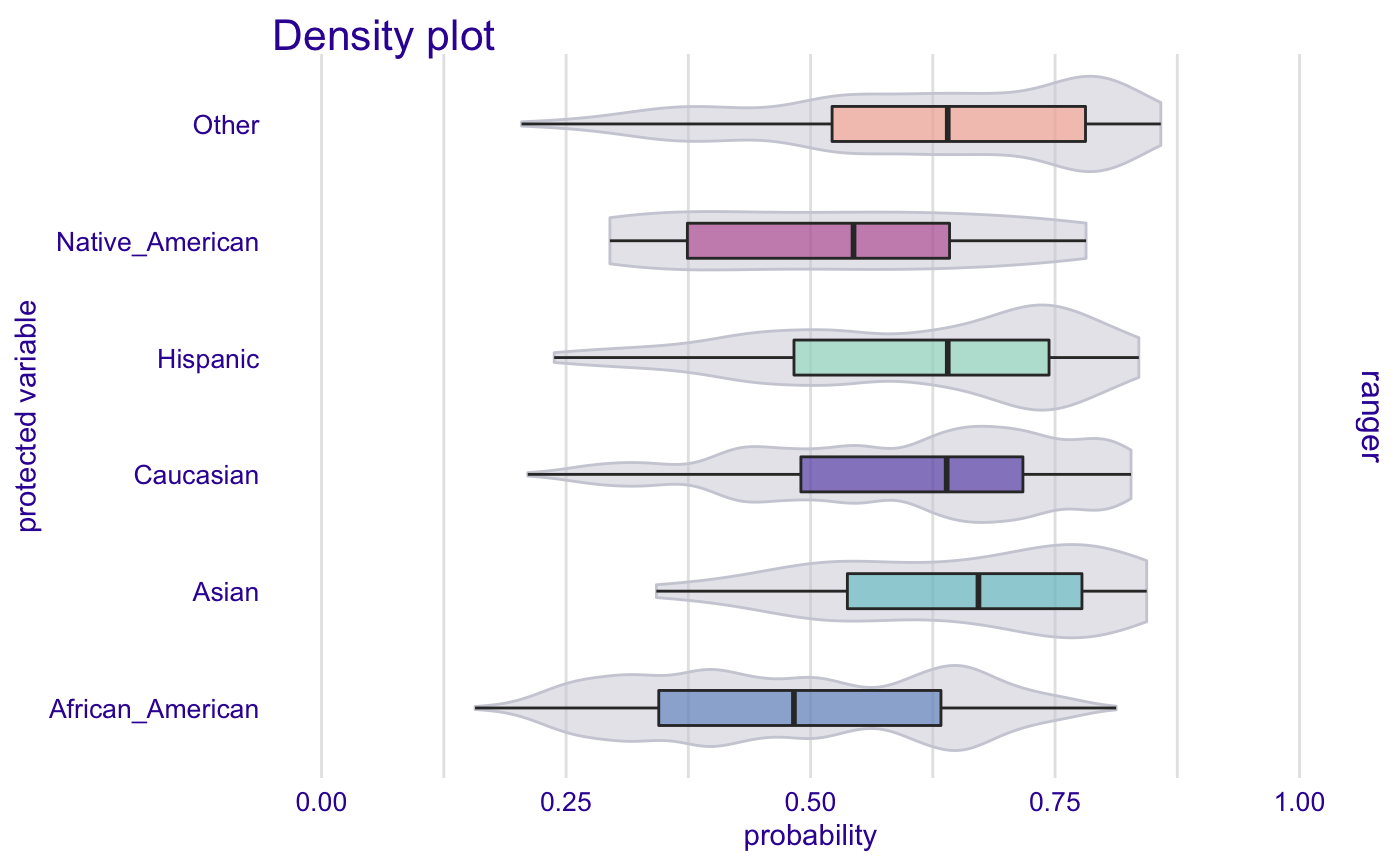 Density plot
Other
Native_American
Hispanic
Caucasian
Asian
African_American
protected variable
ranger
0.00 0.25 0.50 0.75 1.00
probability